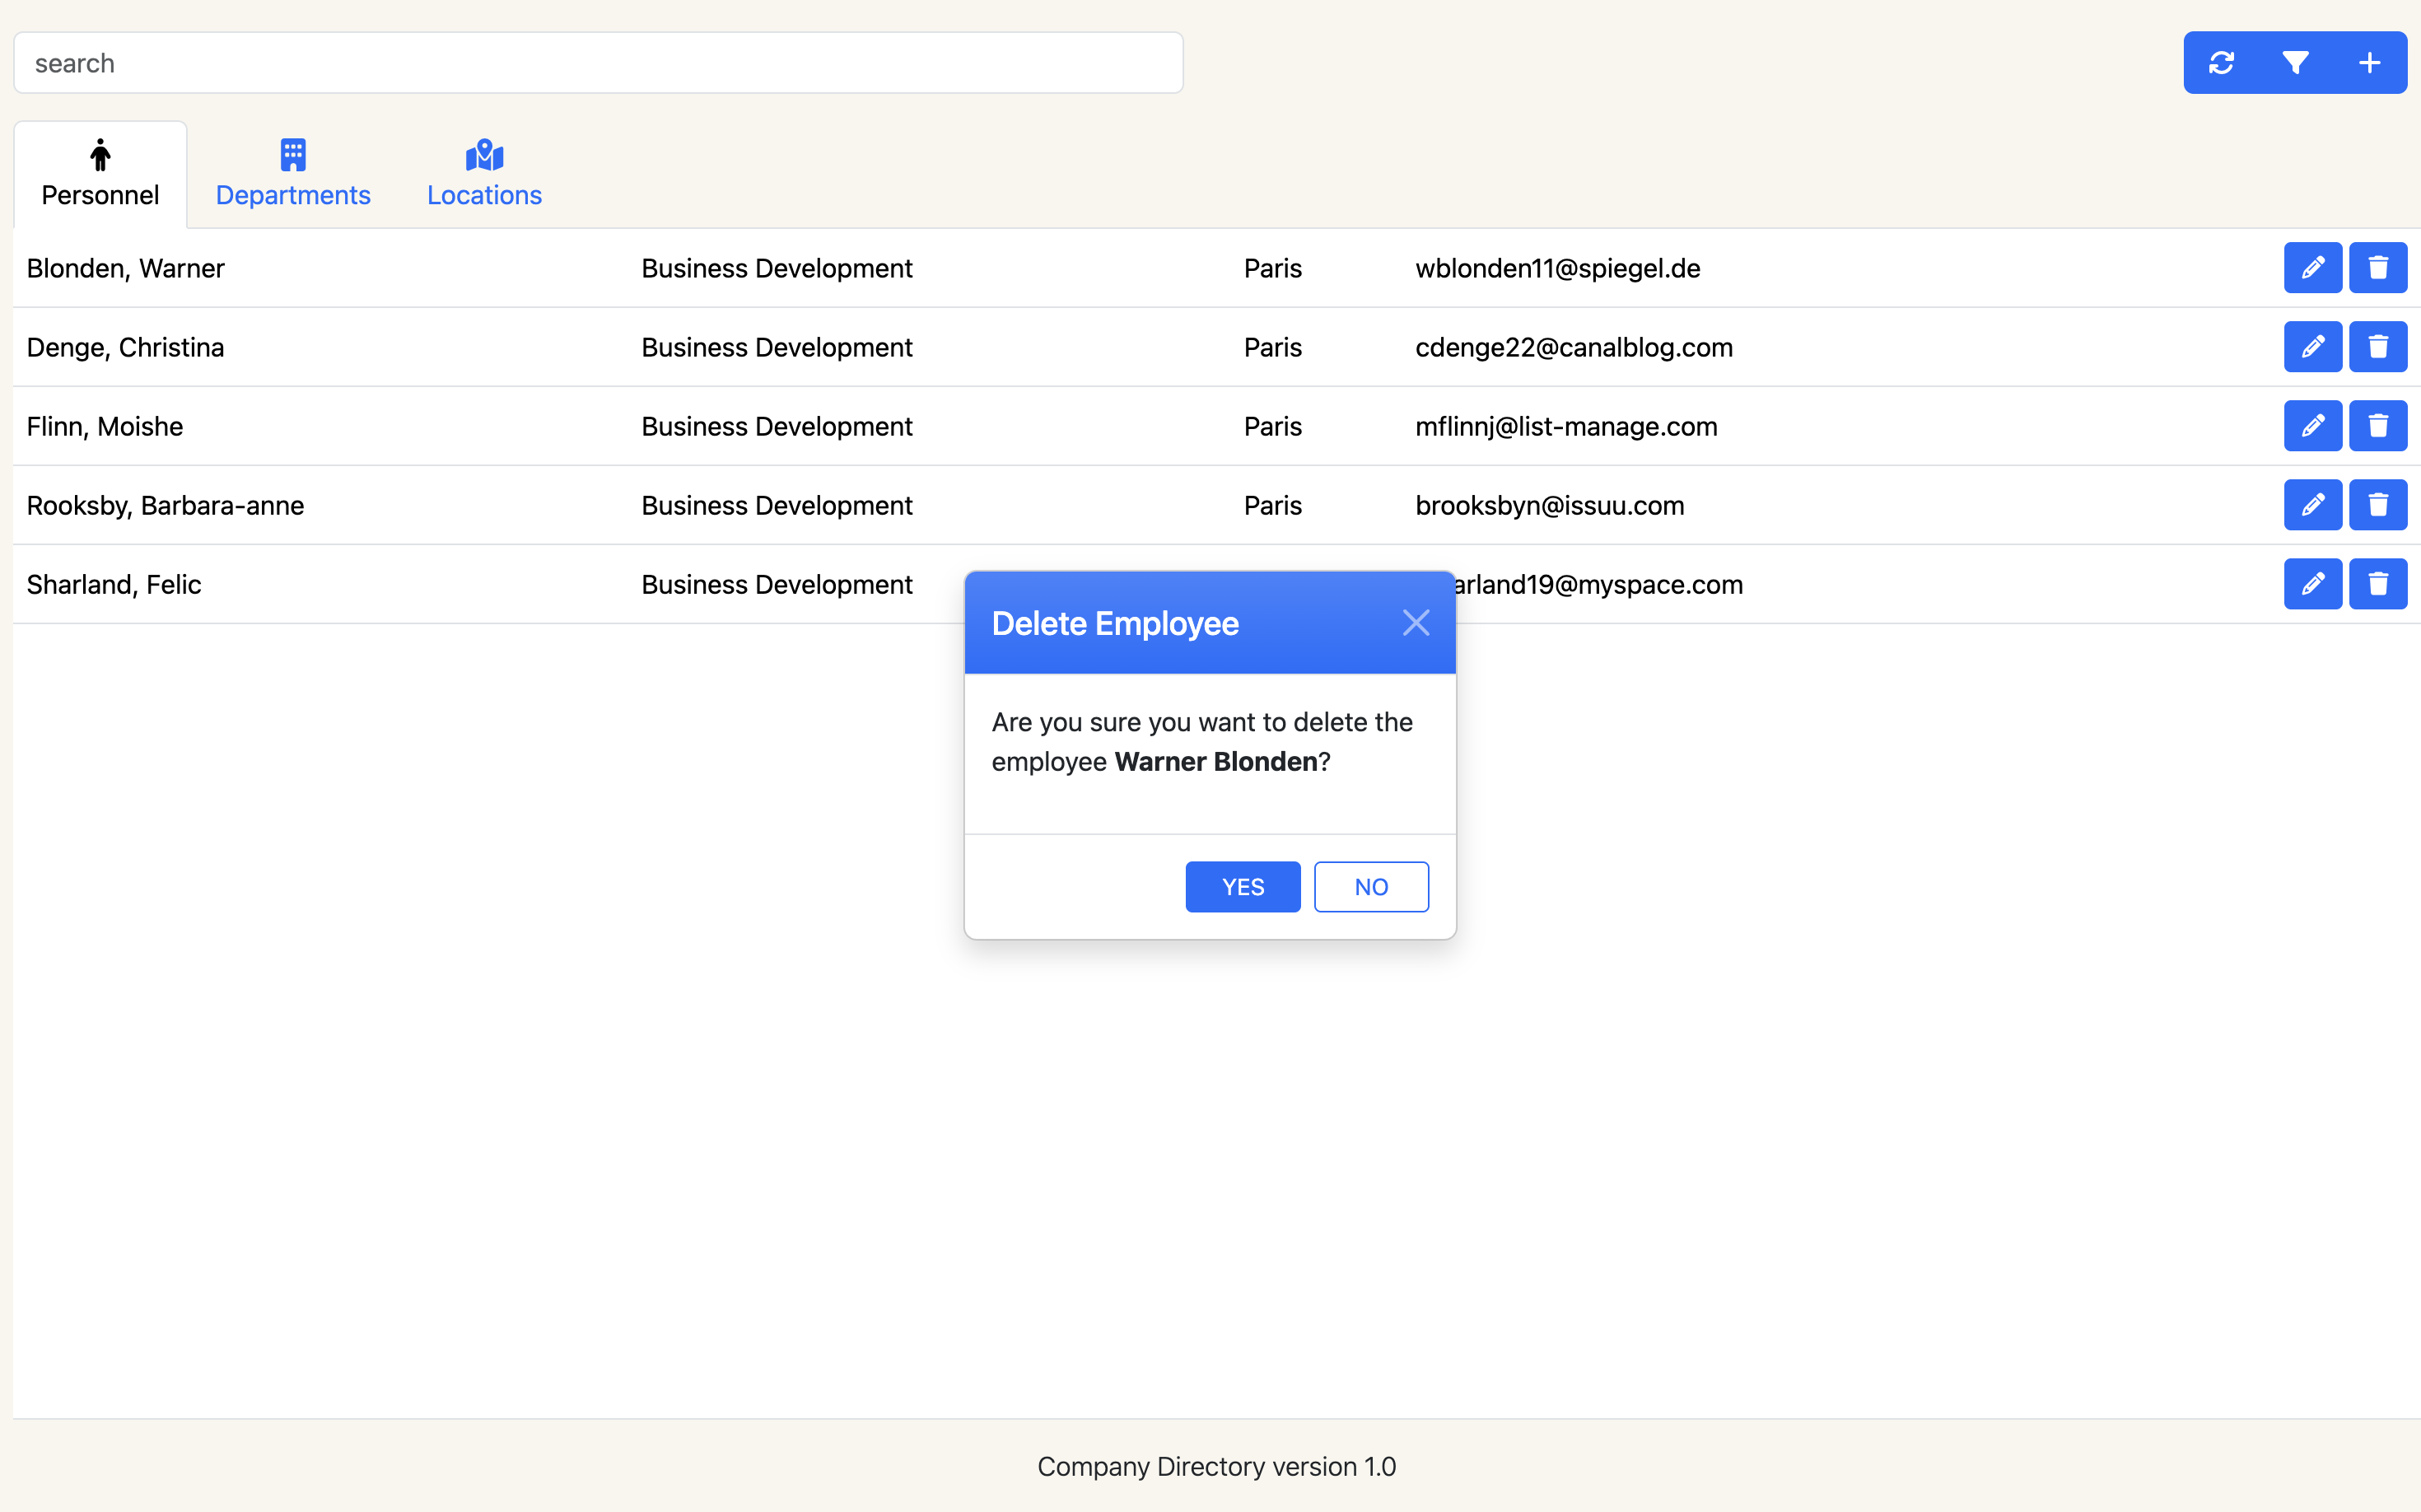 search
Personnel
Departments
Locations
Blonden, Warner Business Development Paris wblonden11@spiegel.de
Denge, Christina Business Development Paris cdenge22@canalblog.com
Flinn, Moishe Business Development Paris mflinnj@list-manage.com
Rooksby, Barbara-anne Business Development Paris brooksbyn@issuu.com
Sharland, Felic Business Development arland19@myspace.com
Delete Employee
Are you sure you want to delete the
employee Warner Blonden?
YES NO
Company Directory version 1.0